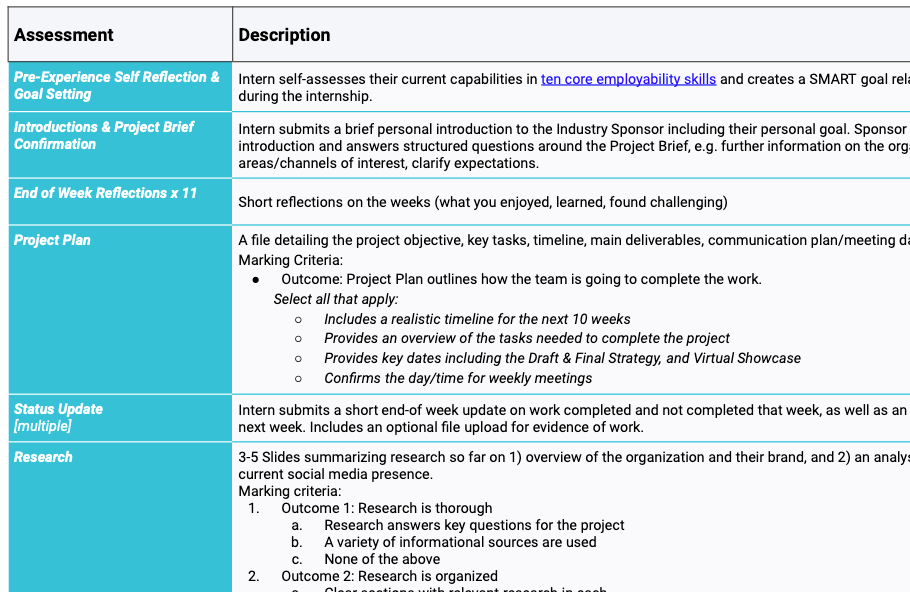 Assessment
Description
Pre-Experience Self Reflection &
Goal Setting
Intern self-assesses their current capabilities in ten core employability skills and creates a SMART goal
during the internship.
Introductions & Project Brief
Confirmation
Intern submits a brief personal introduction to the Industry Sponsor including their personal goal. Sponsor
introduction and answers structured questions around the Project Brief, e.g. further information on the
areas/channels of interest, clarify expectations.
End of Week Reflections x 11
Short reflections on the weeks (what you enjoyed, learned, found challenging)
Project Plan
A file detailing the project objective, key tasks, timeline, main deliverables, communication plan/meeting
Marking Criteria:
● Outcome: Project Plan outlines how the team is going to complete the work.
Select all that apply:
○ Includes a realistic timeline for the next 10 weeks
○ Provides an overview of the tasks needed to complete the project
○ Provides key dates including the Draft & Final Strategy, and Virtual Showcase
○ Confirms the day/time for weekly meetings
Status Update
[multiple]
Intern submits a short end-of week update on work completed and not completed that week, as well as an
next week. Includes an optional file upload for evidence of work.
Research
3-5 Slides summarizing research so far on 1) overview of the organization and their brand, and 2) an
current social media presence.
Marking criteria:
1. Outcome 1: Research is thorough
a. Research answers key questions for the project
b. A variety of informational sources are used
c. None of the above
2. Outcome 2: Research is organized